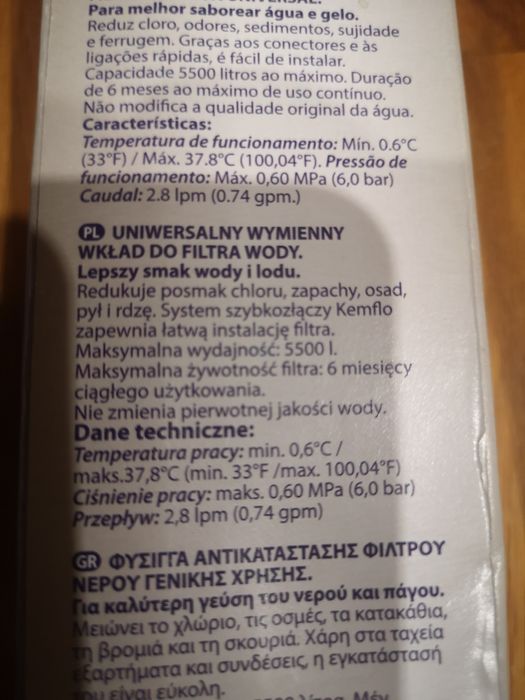 Para melhor saborear água e gelo.
Reduz cloro, odores, sedimentos, sujidade
e ferrugem. Graças aos conectores e às
ligações rápidas, é fácil de instalar.
Capacidade 5500 litros ao máximo. Duração
de 6 meses ao máximo de uso contínuo.
Não modifica a qualidade original da água.
Características:
Temperatura de funcionamento: Mín. 0.6°C
(33°F) / Máx. 37.8°C (100,04°F). Pressão de
funcionamento: Máx. 0,60 MPa (6,0 bar)
Caudal: 2.8 lpm (0.74 gpm.)
PL UNIWERSALNY WYMIENNY
WKŁAD DO FILTRA WODY.
Lepszy smak wody i lodu.
Redukuje posmak chloru, zapachy, osad,
pył i rdzę. System szybkozłączy Kemflo
zapewnia łatwą instalację filtra.
Maksymalna wydajność: 5500 l.
Maksymalna żywotność filtra: 6 miesięcy
ciągłego użytkowania.
Nie zmienia pierwotnej jakości wody.
Dane techniczne:
Temperatura pracy: min. 0,6°C /
maks.37,8°C (min. 33°F /max. 100,04°F)
Ciśnienie pracy: maks. 0,60 MPa (6,0 bar)
Przepływ: 2,8 lpm (0,74 gpm)
GR ΦΥΣΙΓΓΑ ΑΝΤΙΚΑΤΑΣΤΑΣΗΣ ΦΙΛΤΡΟΥ
ΝΕΡΟΥ ΓΕΝΙΚΗΣ ΧΡΗΣΗΣ.
Για καλύτερη γεύση του νερού και πάγου.
Μειώνει το χλώριο, τις οσμές, τα κατακάθια,
τη βρομιά και τη σκουριά. Χάρη στα ταχεία
εξαρτήματα και συνδέσεις, η εγκατάστασή
του είναι εύκολη.